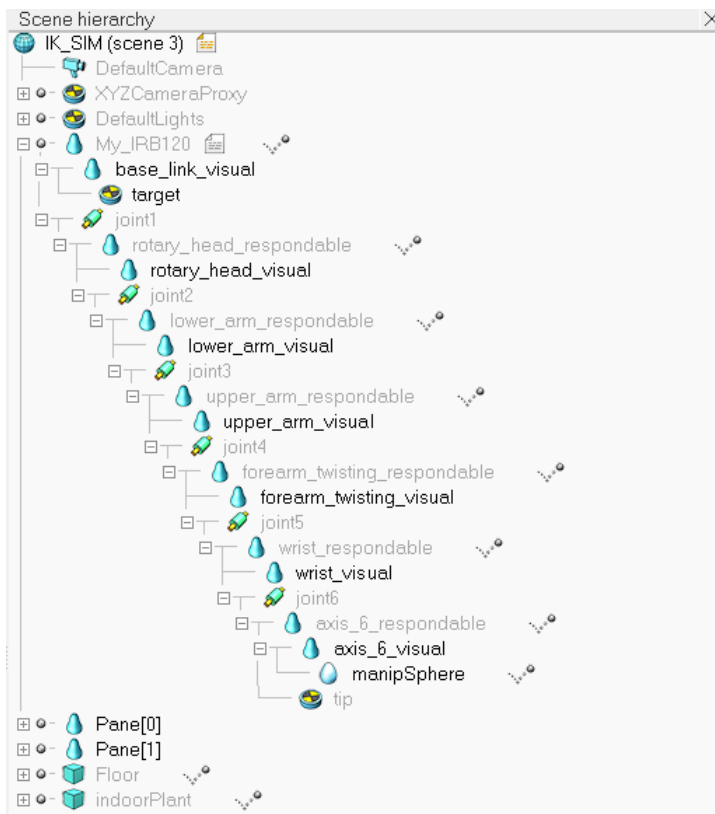 Scene hierarchy
IK_SIM (scene 3)
DefaultCamera
XYZCameraProxy
DefaultLights
My_IRB120
base_link_visual
target
joint1
rotary_head_respondable
rotary_head_visual
joint2
lower_arm_respondable
lower_arm_visual
joint3
upper_arm_respondable
upper_arm_visual
joint4
forearm_twisting_respondable
forearm_twisting_visual
joint5
wrist_respondable
wrist_visual
joint6
axis_6_respondable
axis_6_visual
manipSphere
tip
Pane[0]
Pane[1]
Floor
indoorPlant